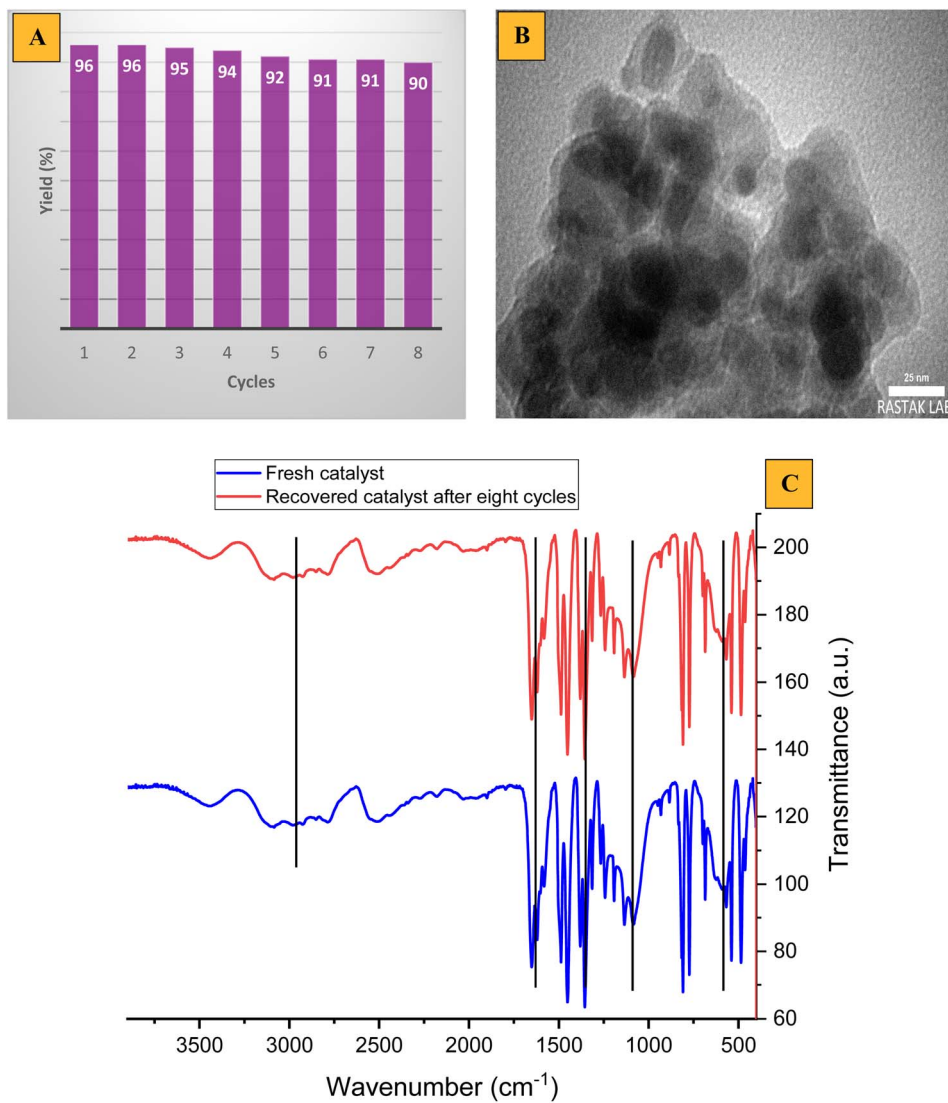 A
96 96 95 94 92 91 91 90
Yield (%)
1 2 3 4 5 6 7 8
Cycles
B
25 nm
RASTAK LAB
Fresh catalyst
Recovered catalyst after eight cycles
C
200
180
160
140
120
100
80
60
Transmittance (a.u.)
3500 3000 2500 2000 1500 1000 500
Wavenumber (cm⁻¹)